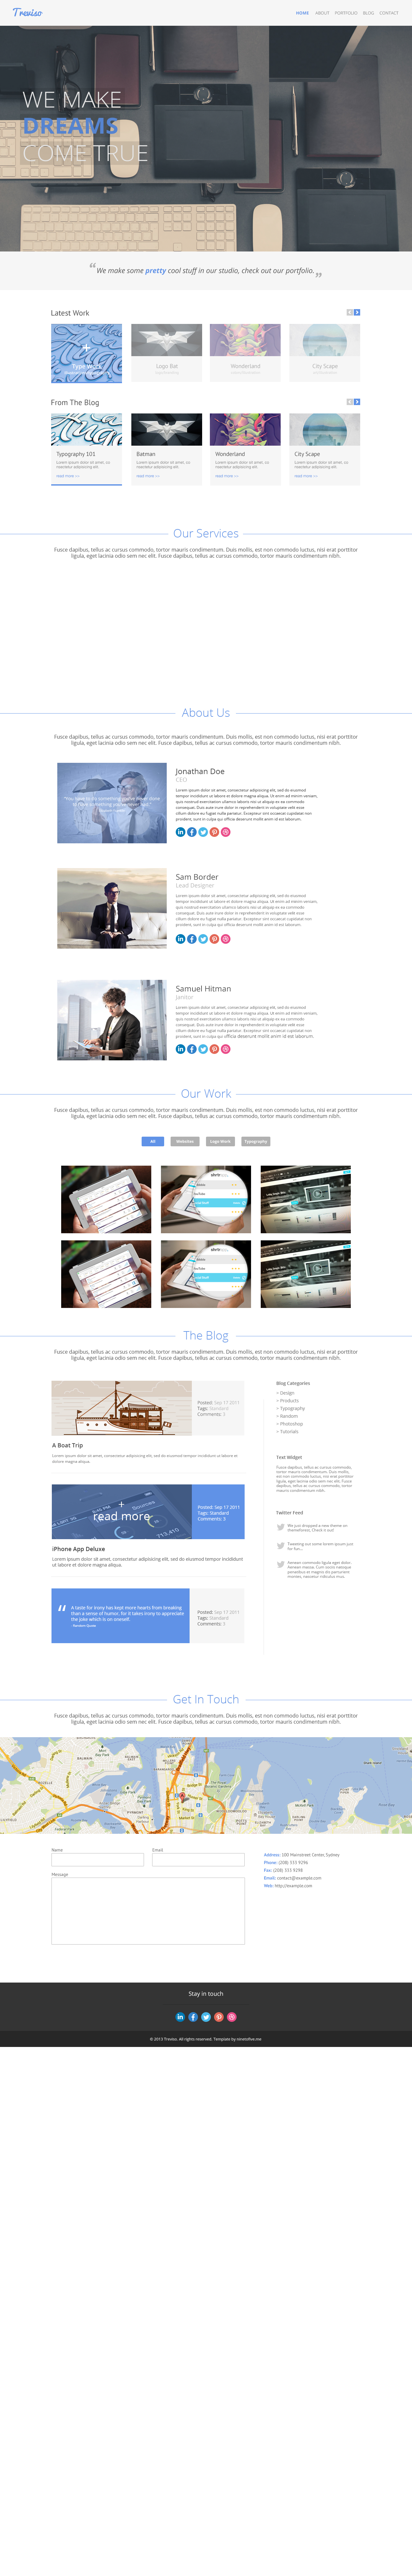 Treviso
HOME ABOUT PORTFOLIO BLOG CONTACT
WE MAKE
DREAMS
COME TRUE
“We make some pretty cool stuff in our studio, check out our portfolio.”
Latest Work
+
Type Work
Logo Bat
Wonderland
City Scape
From The Blog
Typography 101
Lorem ipsum dolor sit amet, co
nsectetur adipisicing elit.
read more >>
Batman
Lorem ipsum dolor sit amet, co
nsectetur adipisicing elit.
read more >>
Wonderland
Lorem ipsum dolor sit amet, co
nsectetur adipisicing elit.
read more >>
City Scape
Lorem ipsum dolor sit amet, co
nsectetur adipisicing elit.
read more >>
Our Services
Fusce dapibus, tellus ac cursus commodo, tortor mauris condimentum. Duis mollis, est non commodo luctus, nisi erat porttitor
ligula, eget lacinia odio sem nec elit. Fusce dapibus, tellus ac cursus commodo, tortor mauris condimentum nibh.
About Us
Fusce dapibus, tellus ac cursus commodo, tortor mauris condimentum. Duis mollis, est non commodo luctus, nisi erat porttitor
ligula, eget lacinia odio sem nec elit. Fusce dapibus, tellus ac cursus commodo, tortor mauris condimentum nibh.
Jonathan Doe
CEO
Lorem ipsum dolor sit amet, consectetur adipisicing elit, sed do eiusmod
tempor incididunt ut labore et dolore magna aliqua. Ut enim ad minim veniam,
quis nostrud exercitation ullamco laboris nisi ut aliquip ex ea commodo
consequat. Duis aute irure dolor in reprehenderit in voluptate velit esse
cillum dolore eu fugiat nulla pariatur. Excepteur sint occaecat cupidatat non
proident, sunt in culpa qui officia deserunt mollit anim id est laborum.
Sam Border
Lead Designer
Lorem ipsum dolor sit amet, consectetur adipisicing elit, sed do eiusmod
tempor incididunt ut labore et dolore magna aliqua. Ut enim ad minim veniam,
quis nostrud exercitation ullamco laboris nisi ut aliquip ex ea commodo
consequat. Duis aute irure dolor in reprehenderit in voluptate velit esse
cillum dolore eu fugiat nulla pariatur. Excepteur sint occaecat cupidatat non
proident, sunt in culpa qui officia deserunt mollit anim id est laborum.
Samuel Hitman
Janitor
Lorem ipsum dolor sit amet, consectetur adipisicing elit, sed do eiusmod
tempor incididunt ut labore et dolore magna aliqua. Ut enim ad minim veniam,
quis nostrud exercitation ullamco laboris nisi ut aliquip ex ea commodo
consequat. Duis aute irure dolor in reprehenderit in voluptate velit esse
cillum dolore eu fugiat nulla pariatur. Excepteur sint occaecat cupidatat non
proident, sunt in culpa qui officia deserunt mollit anim id est laborum.
Our Work
Fusce dapibus, tellus ac cursus commodo, tortor mauris condimentum. Duis mollis, est non commodo luctus, nisi erat porttitor
ligula, eget lacinia odio sem nec elit. Fusce dapibus, tellus ac cursus commodo, tortor mauris condimentum nibh.
All Websites Logo Work Typography
The Blog
Fusce dapibus, tellus ac cursus commodo, tortor mauris condimentum. Duis mollis, est non commodo luctus, nisi erat porttitor
ligula, eget lacinia odio sem nec elit. Fusce dapibus, tellus ac cursus commodo, tortor mauris condimentum nibh.
Posted: Sep 17 2011
Tags: Standard
Comments: 3
A Boat Trip
Lorem ipsum dolor sit amet, consectetur adipisicing elit, sed do eiusmod tempor incididunt ut labore et
dolore magna aliqua.
+
read more
Posted: Sep 17 2011
Tags: Standard
Comments: 3
iPhone App Deluxe
Lorem ipsum dolor sit amet, consectetur adipisicing elit, sed do eiusmod tempor incididunt
ut labore et dolore magna aliqua.
“ A taste for irony has kept more hearts from breaking
than a sense of humor, for it takes irony to appreciate
the joke which is on oneself.
- Random Quote
Posted: Sep 17 2011
Tags: Standard
Comments: 3
Blog Categories
> Design
> Products
> Typography
> Random
> Photoshop
> Tutorials
Text Widget
Fusce dapibus, tellus ac cursus commodo,
tortor mauris condimentum. Duis mollis,
est non commodo luctus, nisi erat porttitor
ligula, eget lacinia odio sem nec elit. Fusce
dapibus, tellus ac cursus commodo, tortor
mauris condimentum nibh.
Twitter Feed
We just dropped a new theme on
themeforest, Check it out!
Tweeting out some lorem ipsum just
for fun...
Aenean commodo ligula eget dolor.
Aenean massa. Cum sociis natoque
penatibus et magnis dis parturient
montes, nascetur ridiculus mus.
Get In Touch
Fusce dapibus, tellus ac cursus commodo, tortor mauris condimentum. Duis mollis, est non commodo luctus, nisi erat porttitor
ligula, eget lacinia odio sem nec elit. Fusce dapibus, tellus ac cursus commodo, tortor mauris condimentum nibh.
Name
Email
Message
Address: 100 Mainstreet Center, Sydney
Phone: (208) 333 9296
Fax: (208) 333 9298
Email: contact@example.com
Web: http://example.com
Stay in touch
© 2013 Treviso. All rights reserved. Template by ninetofive.me